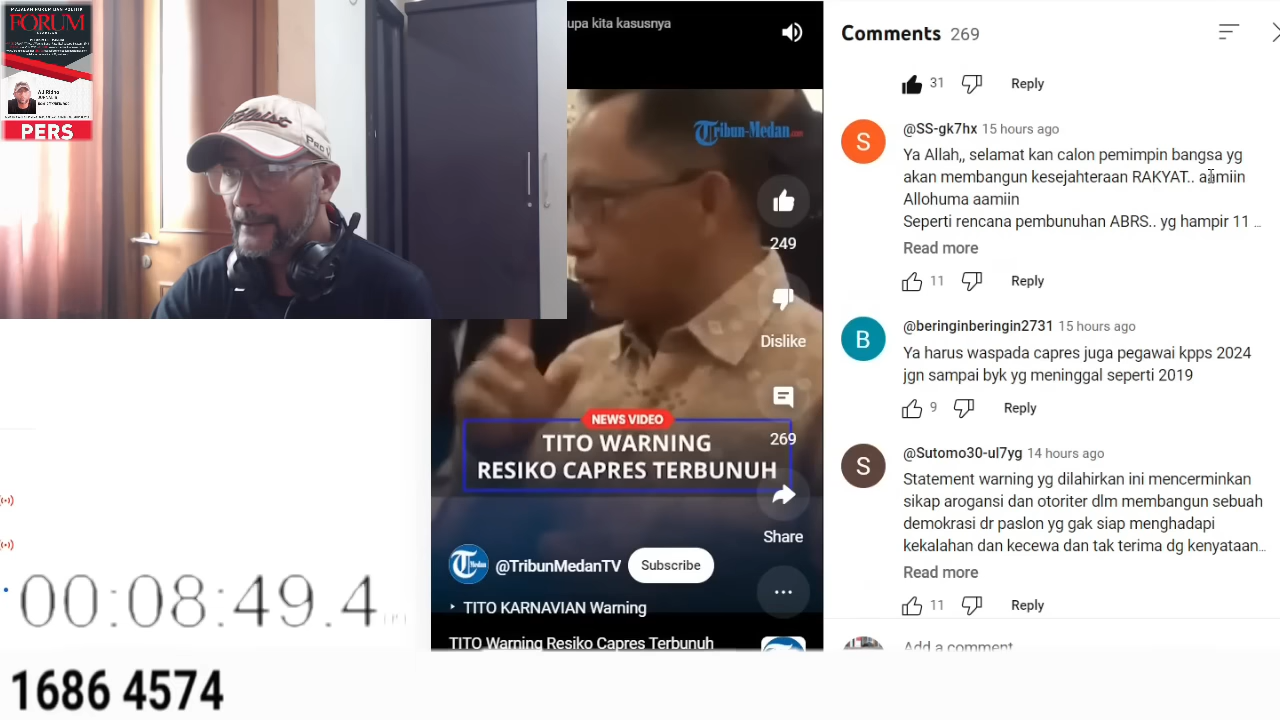 FORUM
PERS
upa kita kasusnya
Tribun-Medan.com
249
Dislike
269
Share
NEWS VIDEO
TITO WARNING
RESIKO CAPRES TERBUNUH
@TribunMedanTV
Subscribe
TITO KARNAVIAN Warning
TITO Warning Resiko Capres Terbunuh
Comments 269
31
Reply
@SS-gk7hx 15 hours ago
Ya Allah,, selamat kan calon pemimpin bangsa yg
akan membangun kesejahteraan RAKYAT.. aamiin
Allohuma aamiin
Seperti rencana pembunuhan ABRS.. yg hampir 11 ...
Read more
11
Reply
@beringinberingin2731 15 hours ago
Ya harus waspada capres juga pegawai kpps 2024
jgn sampai byk yg meninggal seperti 2019
9
Reply
@Sutomo30-ul7yg 14 hours ago
Statement warning yg dilahirkan ini mencerminkan
sikap arogansi dan otoriter dlm membangun sebuah
demokrasi dr paslon yg gak siap menghadapi
kekalahan dan kecewa dan tak terima dg kenyataan...
Read more
11
Reply
Add a comment
00:08:49.4
1686 4574